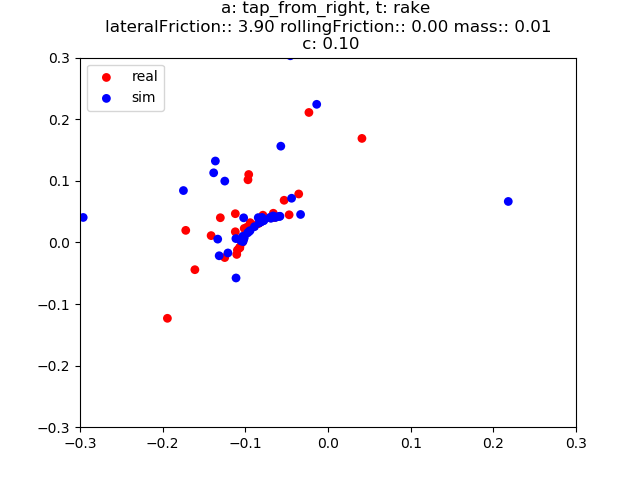 a: tap_from_right, t: rake
lateralFriction:: 3.90 rollingFriction:: 0.00 mass:: 0.01
c: 0.10
real
sim
0.3
0.2
0.1
0.0
−0.1
−0.2
−0.3
−0.3 −0.2 −0.1 0.0 0.1 0.2 0.3